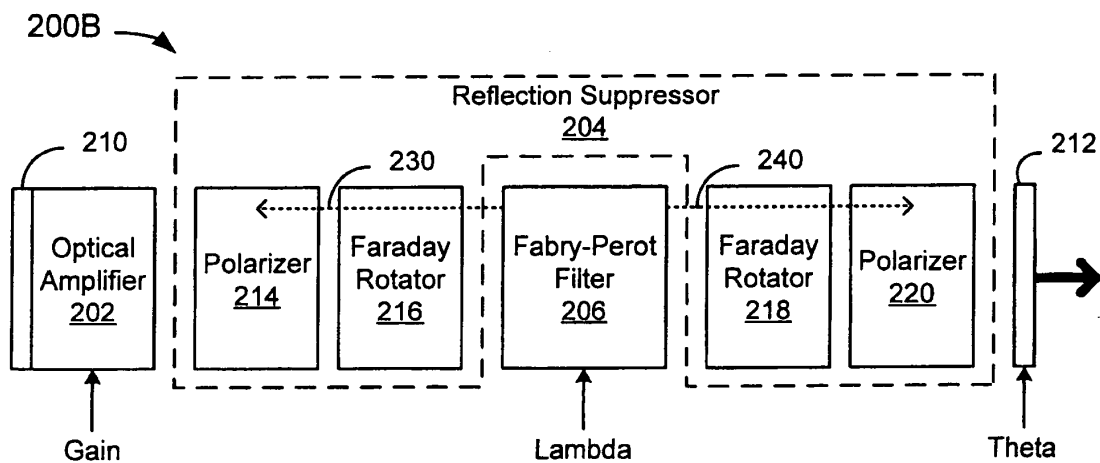 200B
Reflection Suppressor
204
210
230
240
212
Optical
Amplifier
202
Polarizer
214
Faraday
Rotator
216
Fabry-Perot
Filter
206
Faraday
Rotator
218
Polarizer
220
Gain
Lambda
Theta